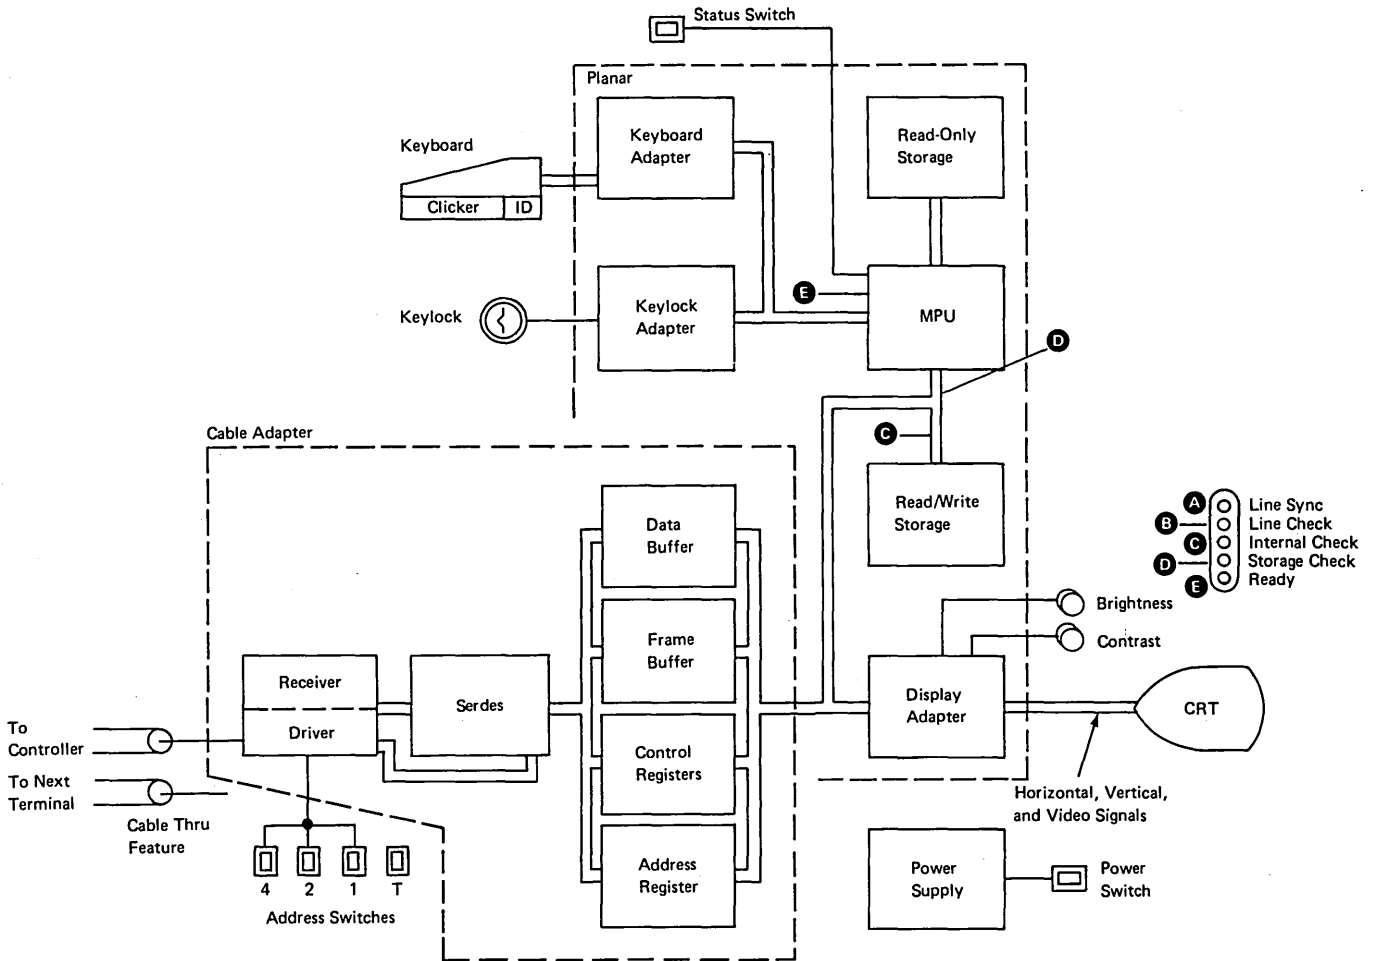 Status Switch
Planar
Keyboard
Adapter
Read-Only
Storage
Keyboard
Clicker
ID
E
Keylock
Keylock
Adapter
MPU
D
Cable Adapter
C
Read/Write
Storage
Data
Buffer
A
Line Sync
B
Line Check
C
Internal Check
D
Storage Check
E
Ready
Brightness
Contrast
Frame
Buffer
Receiver
Driver
Serdes
Display
Adapter
CRT
To
Controller
Control
Registers
To Next
Terminal
Cable Thru
Feature
Horizontal, Vertical,
and Video Signals
4
2
1
T
Address Switches
Address
Register
Power
Supply
Power
Switch